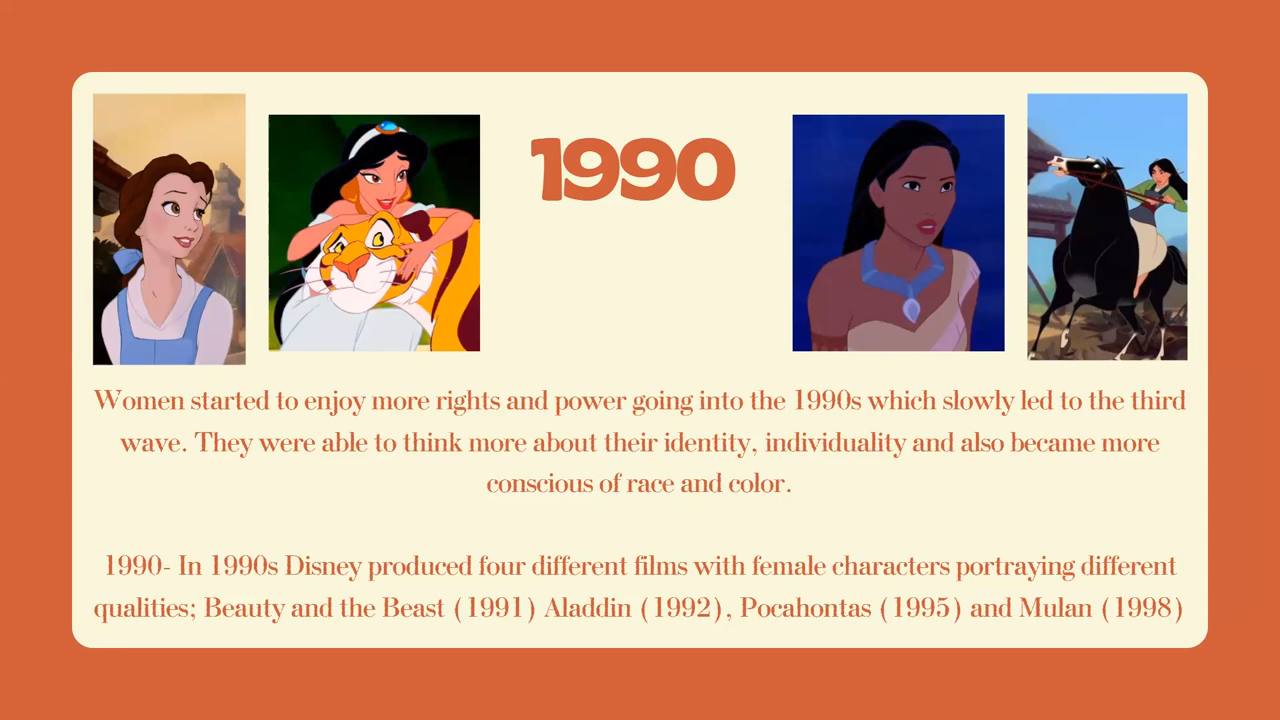 1990
Women started to enjoy more rights and power going into the 1990s which slowly led to the third
wave. They were able to think more about their identity, individuality and also became more
conscious of race and color.
1990- In 1990s Disney produced four different films with female characters portraying different
qualities; Beauty and the Beast (1991) Aladdin (1992), Pocahontas (1995) and Mulan (1998)